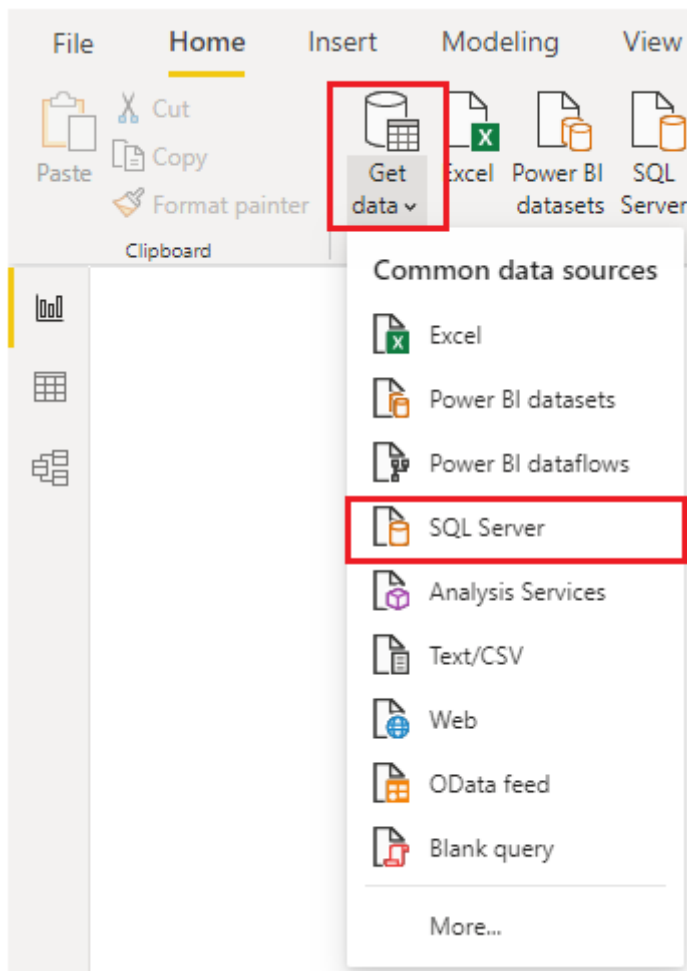 File Home Insert Modeling View
Cut
Copy
Paste
Format painter
Clipboard
Get data
Excel
Power BI datasets
SQL Server
Common data sources
Excel
Power BI datasets
Power BI dataflows
SQL Server
Analysis Services
Text/CSV
Web
OData feed
Blank query
More...